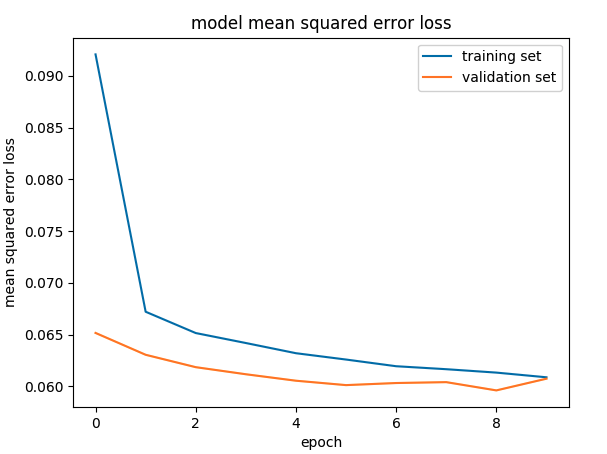 model mean squared error loss
training set
validation set
mean squared error loss
0.090
0.085
0.080
0.075
0.070
0.065
0.060
0 2 4 6 8
epoch